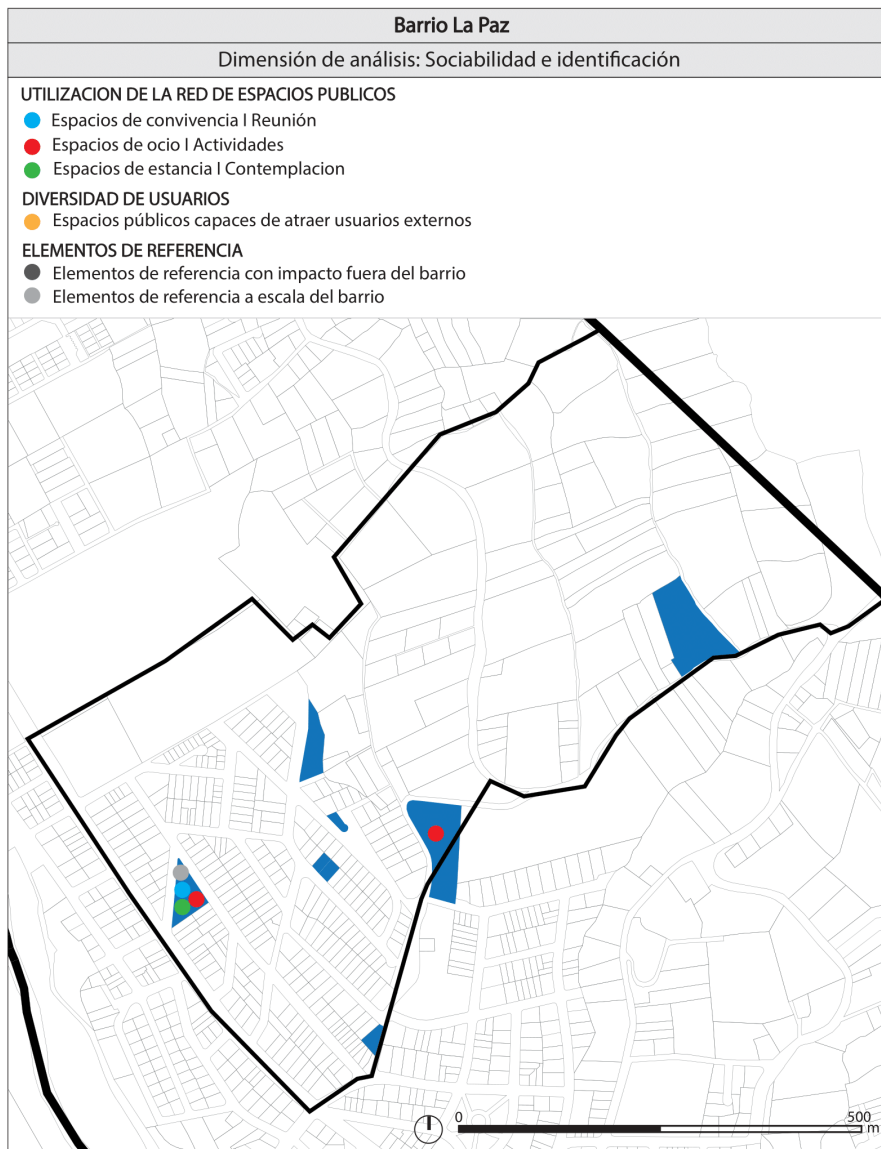 Barrio La Paz
Dimensión de análisis: Sociabilidad e identificación
UTILIZACION DE LA RED DE ESPACIOS PUBLICOS
Espacios de convivencia I Reunión
Espacios de ocio I Actividades
Espacios de estancia I Contemplacion
DIVERSIDAD DE USUARIOS
Espacios públicos capaces de atraer usuarios externos
ELEMENTOS DE REFERENCIA
Elementos de referencia con impacto fuera del barrio
Elementos de referencia a escala del barrio
0 500
m